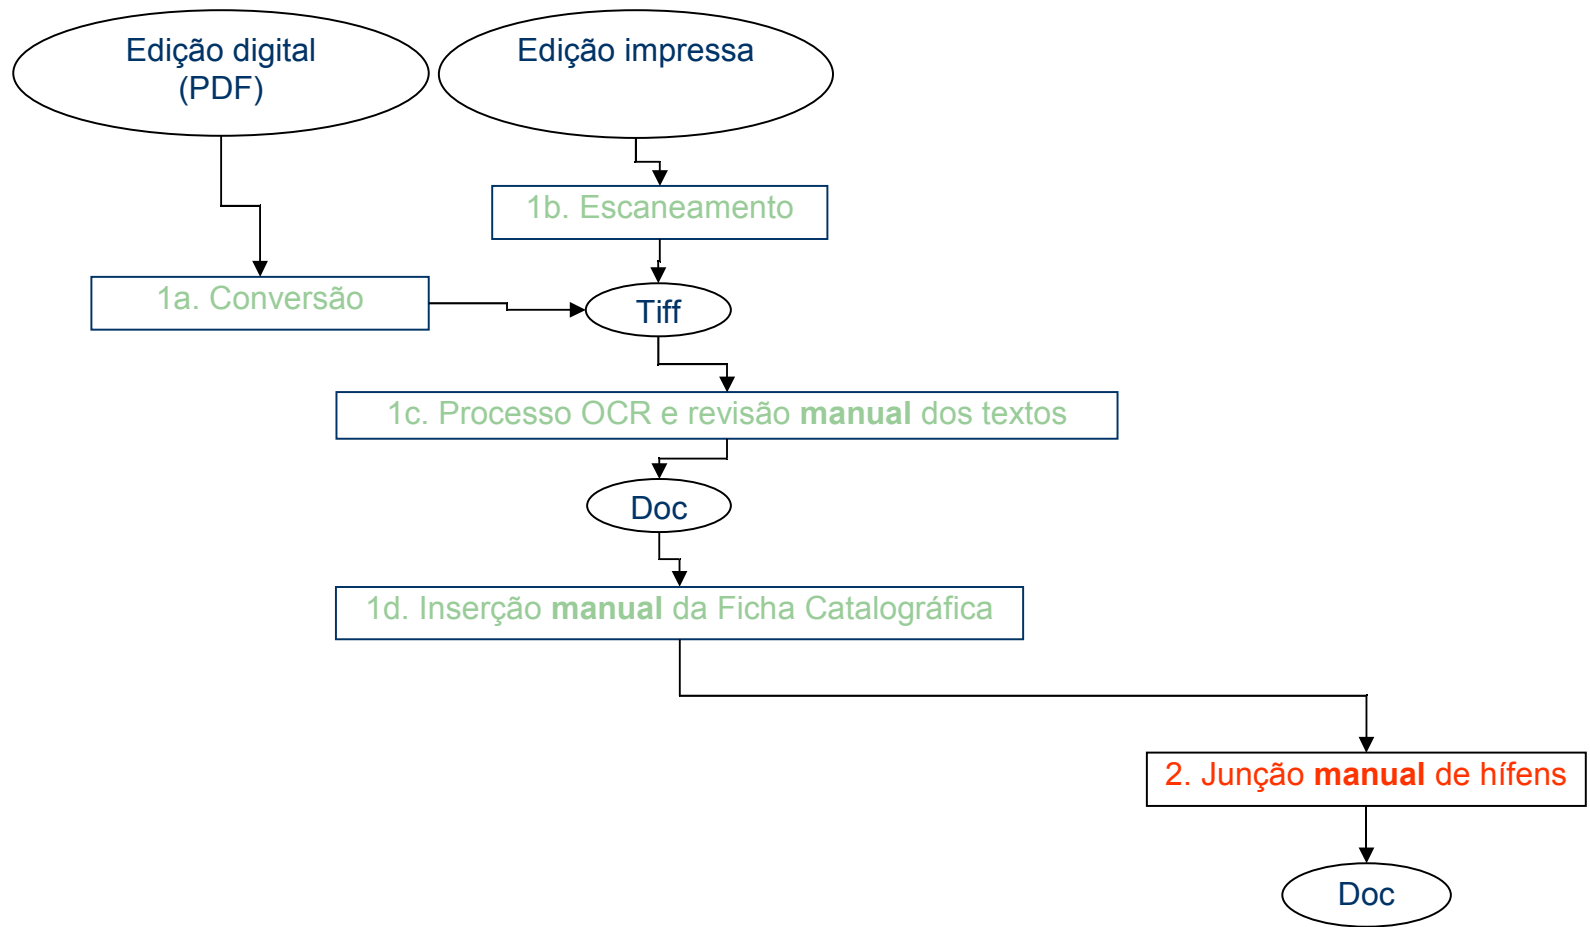 Edição digital
(PDF)
Edição impressa
1b. Escaneamento
1a. Conversão
Tiff
1c. Processo OCR e revisão manual dos textos
Doc
1d. Inserção manual da Ficha Catalográfica
2. Junção manual de hífens
Doc